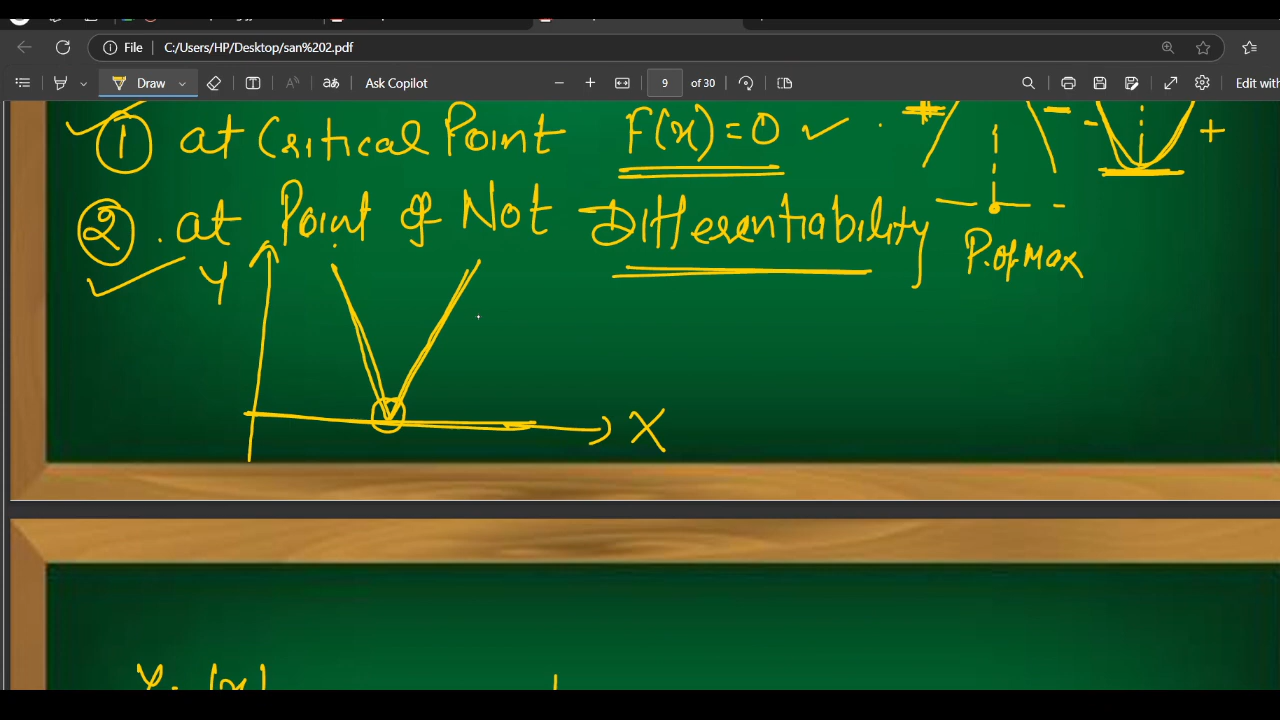 File C:/Users/HP/Desktop/san%202.pdf
Draw Ask Copilot 9 of 30 Edit with
① at Critical Point F(x)=0
+ - - +
② at Point of Not Differentiability
P.of Max
Y
X